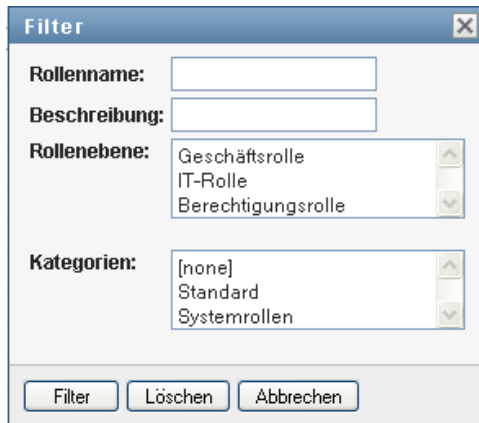 Filter
Rollenname:
Beschreibung:
Rollenebene:
Geschäftsrolle
IT-Rolle
Berechtigungsrolle
Kategorien:
[none]
Standard
Systemrollen
Filter Löschen Abbrechen